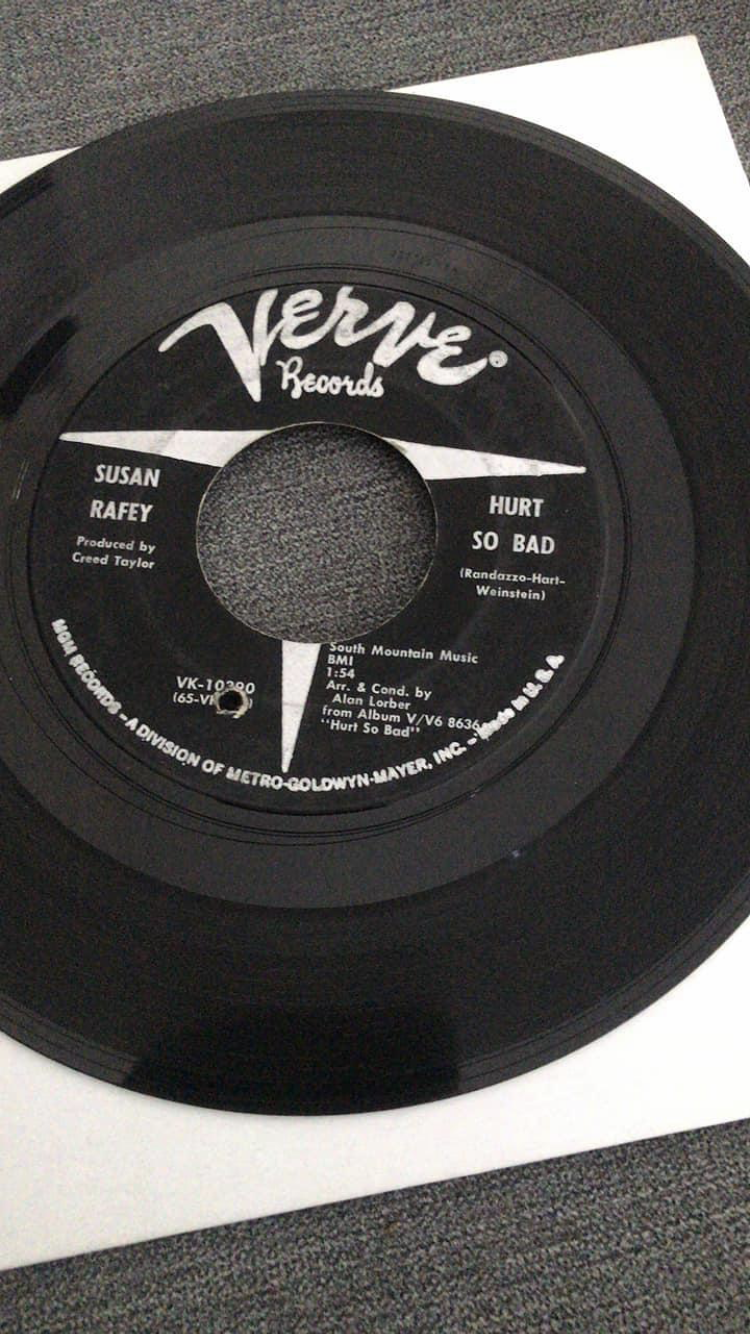 Verve®
Records
SUSAN
RAFEY
Produced by
Creed Taylor
HURT
SO BAD
(Randazzo-Hart-
Weinstein)
South Mountain Music
BMI
1:54
Arr. & Cond. by
Alan Lorber
from Album V/V6 8636
"Hurt So Bad"
MGM RECORDS – A DIVISION OF METRO-GOLDWYN-MAYER, INC. – Made in U. S. A.